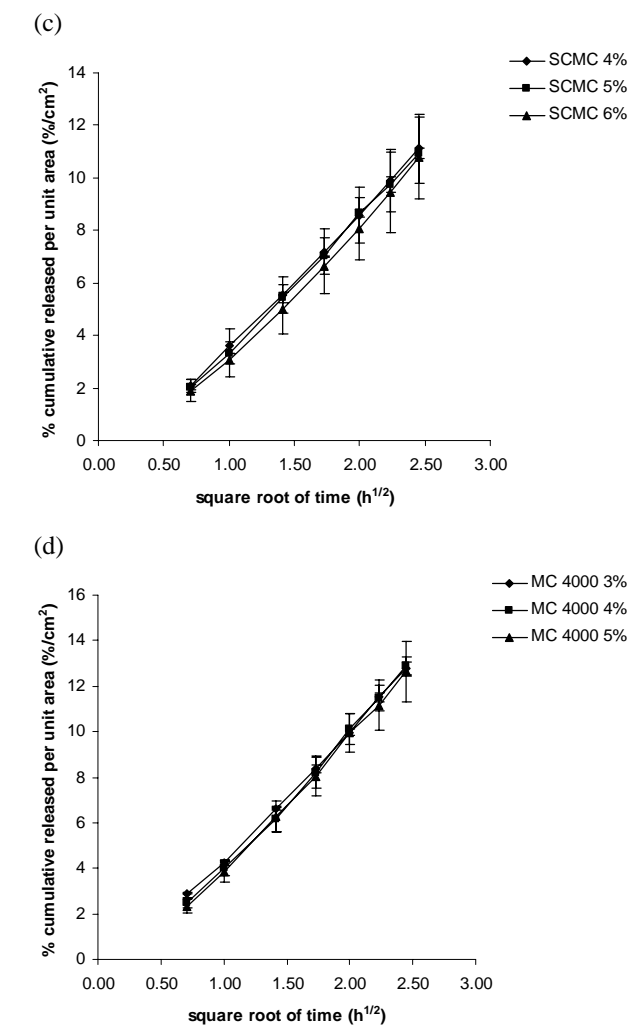 (c)
SCMC 4%
SCMC 5%
SCMC 6%
% cumulative released per unit area (%/cm²)
14
12
10
8
6
4
2
0
0.00 0.50 1.00 1.50 2.00 2.50 3.00
square root of time (h^1/2)
(d)
MC 4000 3%
MC 4000 4%
MC 4000 5%
% cumulative released per unit area (%/cm²)
16
14
12
10
8
6
4
2
0
0.00 0.50 1.00 1.50 2.00 2.50 3.00
square root of time (h^1/2)